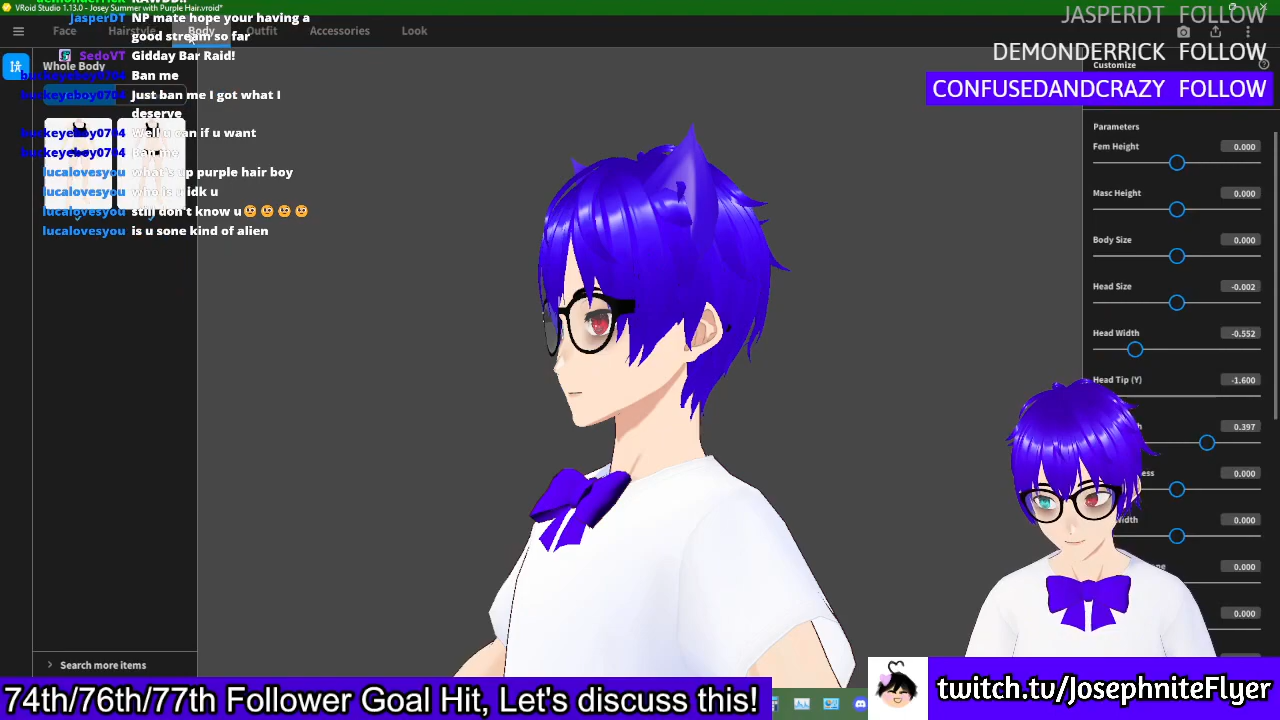 VRoid Studio 1.13.0 - Josey Summer with Purple Hair.vroid*
Face
Hairstyle
Body
Outfit
Accessories
Look
JasperDT NP mate hope your having a
good stream so far
SedoVT Gidday Bar Raid!
Whole Body
buckeyeboy0704 Ban me
buckeyeboy0704 Just ban me I got what I
deserve
buckeyeboy0704 Well u can if u want
buckeyeboy0704 Ban me
lucalovesyou what's up purple hair boy
lucalovesyou who is u idk u
lucalovesyou still don't know u
lucalovesyou is u sone kind of alien
Search more items
JASPERDT FOLLOW
DEMONDERRICK FOLLOW
Customize
CONFUSEDANDCRAZY FOLLOW
Parameters
Fem Height 0.000
Masc Height 0.000
Body Size 0.000
Head Size -0.002
Head Width -0.552
Head Tip (Y) -1.600
0.397
0.000
0.000
0.000
0.000
74th/76th/77th Follower Goal Hit, Let's discuss this!
twitch.tv/JosephniteFlyer